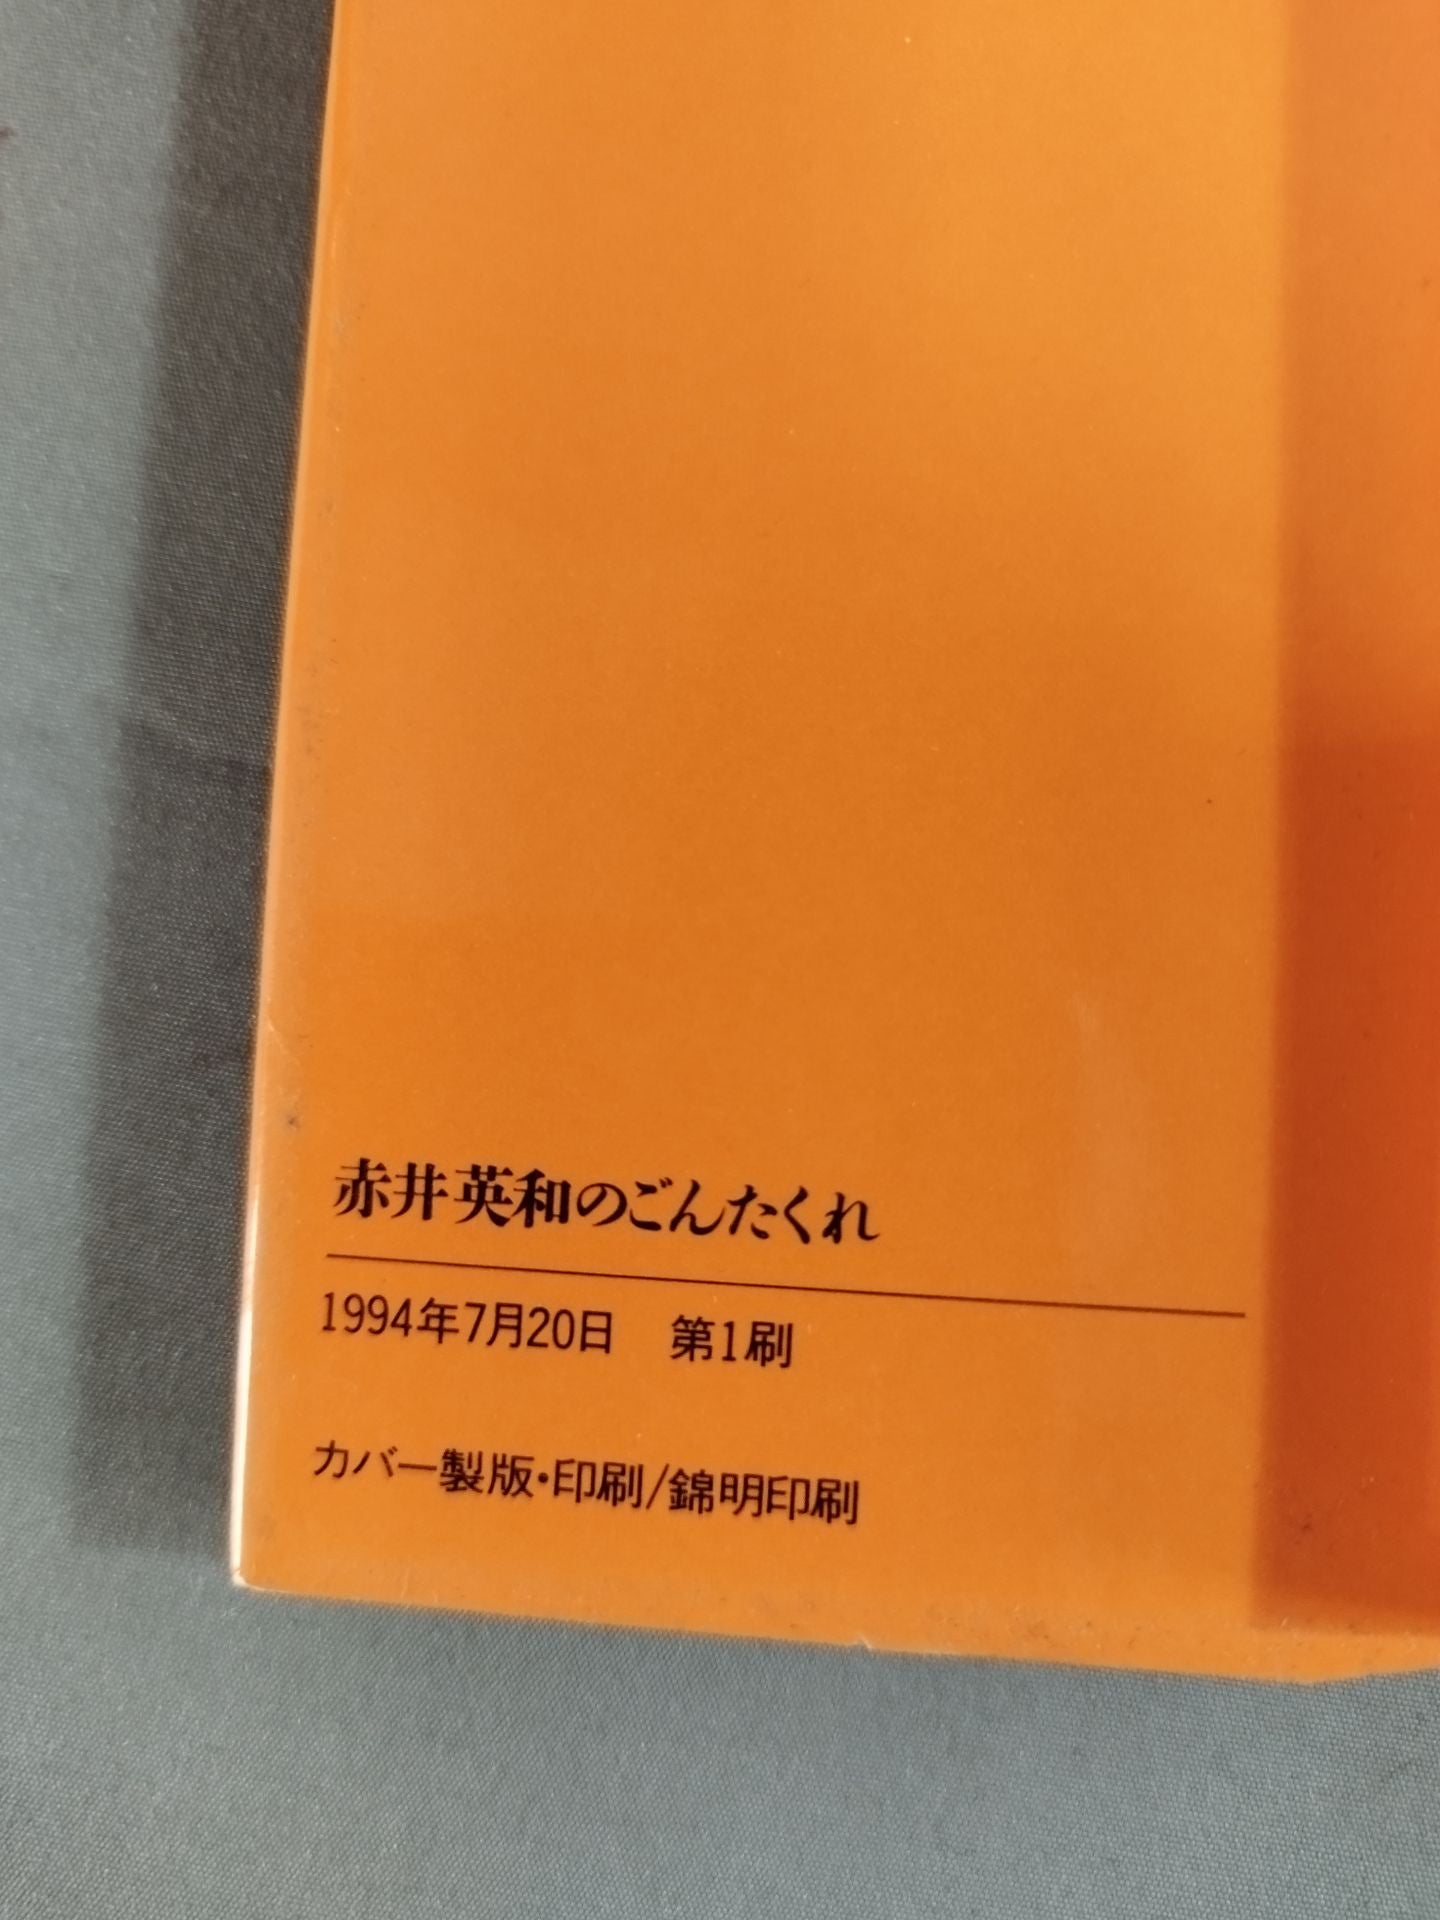 赤井英和のごんたくれ
1994年7月20日　第1刷
カバー製版・印刷/錦明印刷